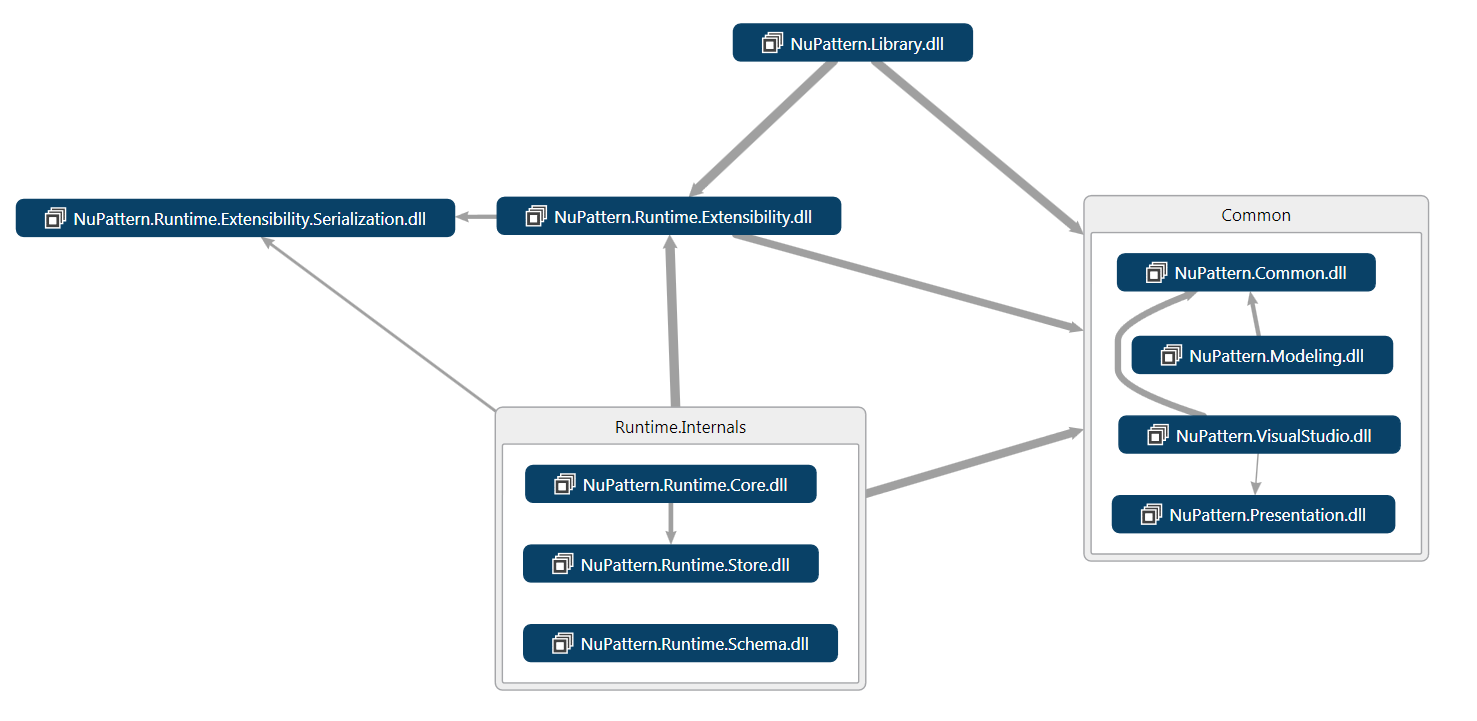 NuPattern.Library.dll
NuPattern.Runtime.Extensibility.Serialization.dll
NuPattern.Runtime.Extensibility.dll
Common
NuPattern.Common.dll
NuPattern.Modeling.dll
NuPattern.VisualStudio.dll
NuPattern.Presentation.dll
Runtime.Internals
NuPattern.Runtime.Core.dll
NuPattern.Runtime.Store.dll
NuPattern.Runtime.Schema.dll